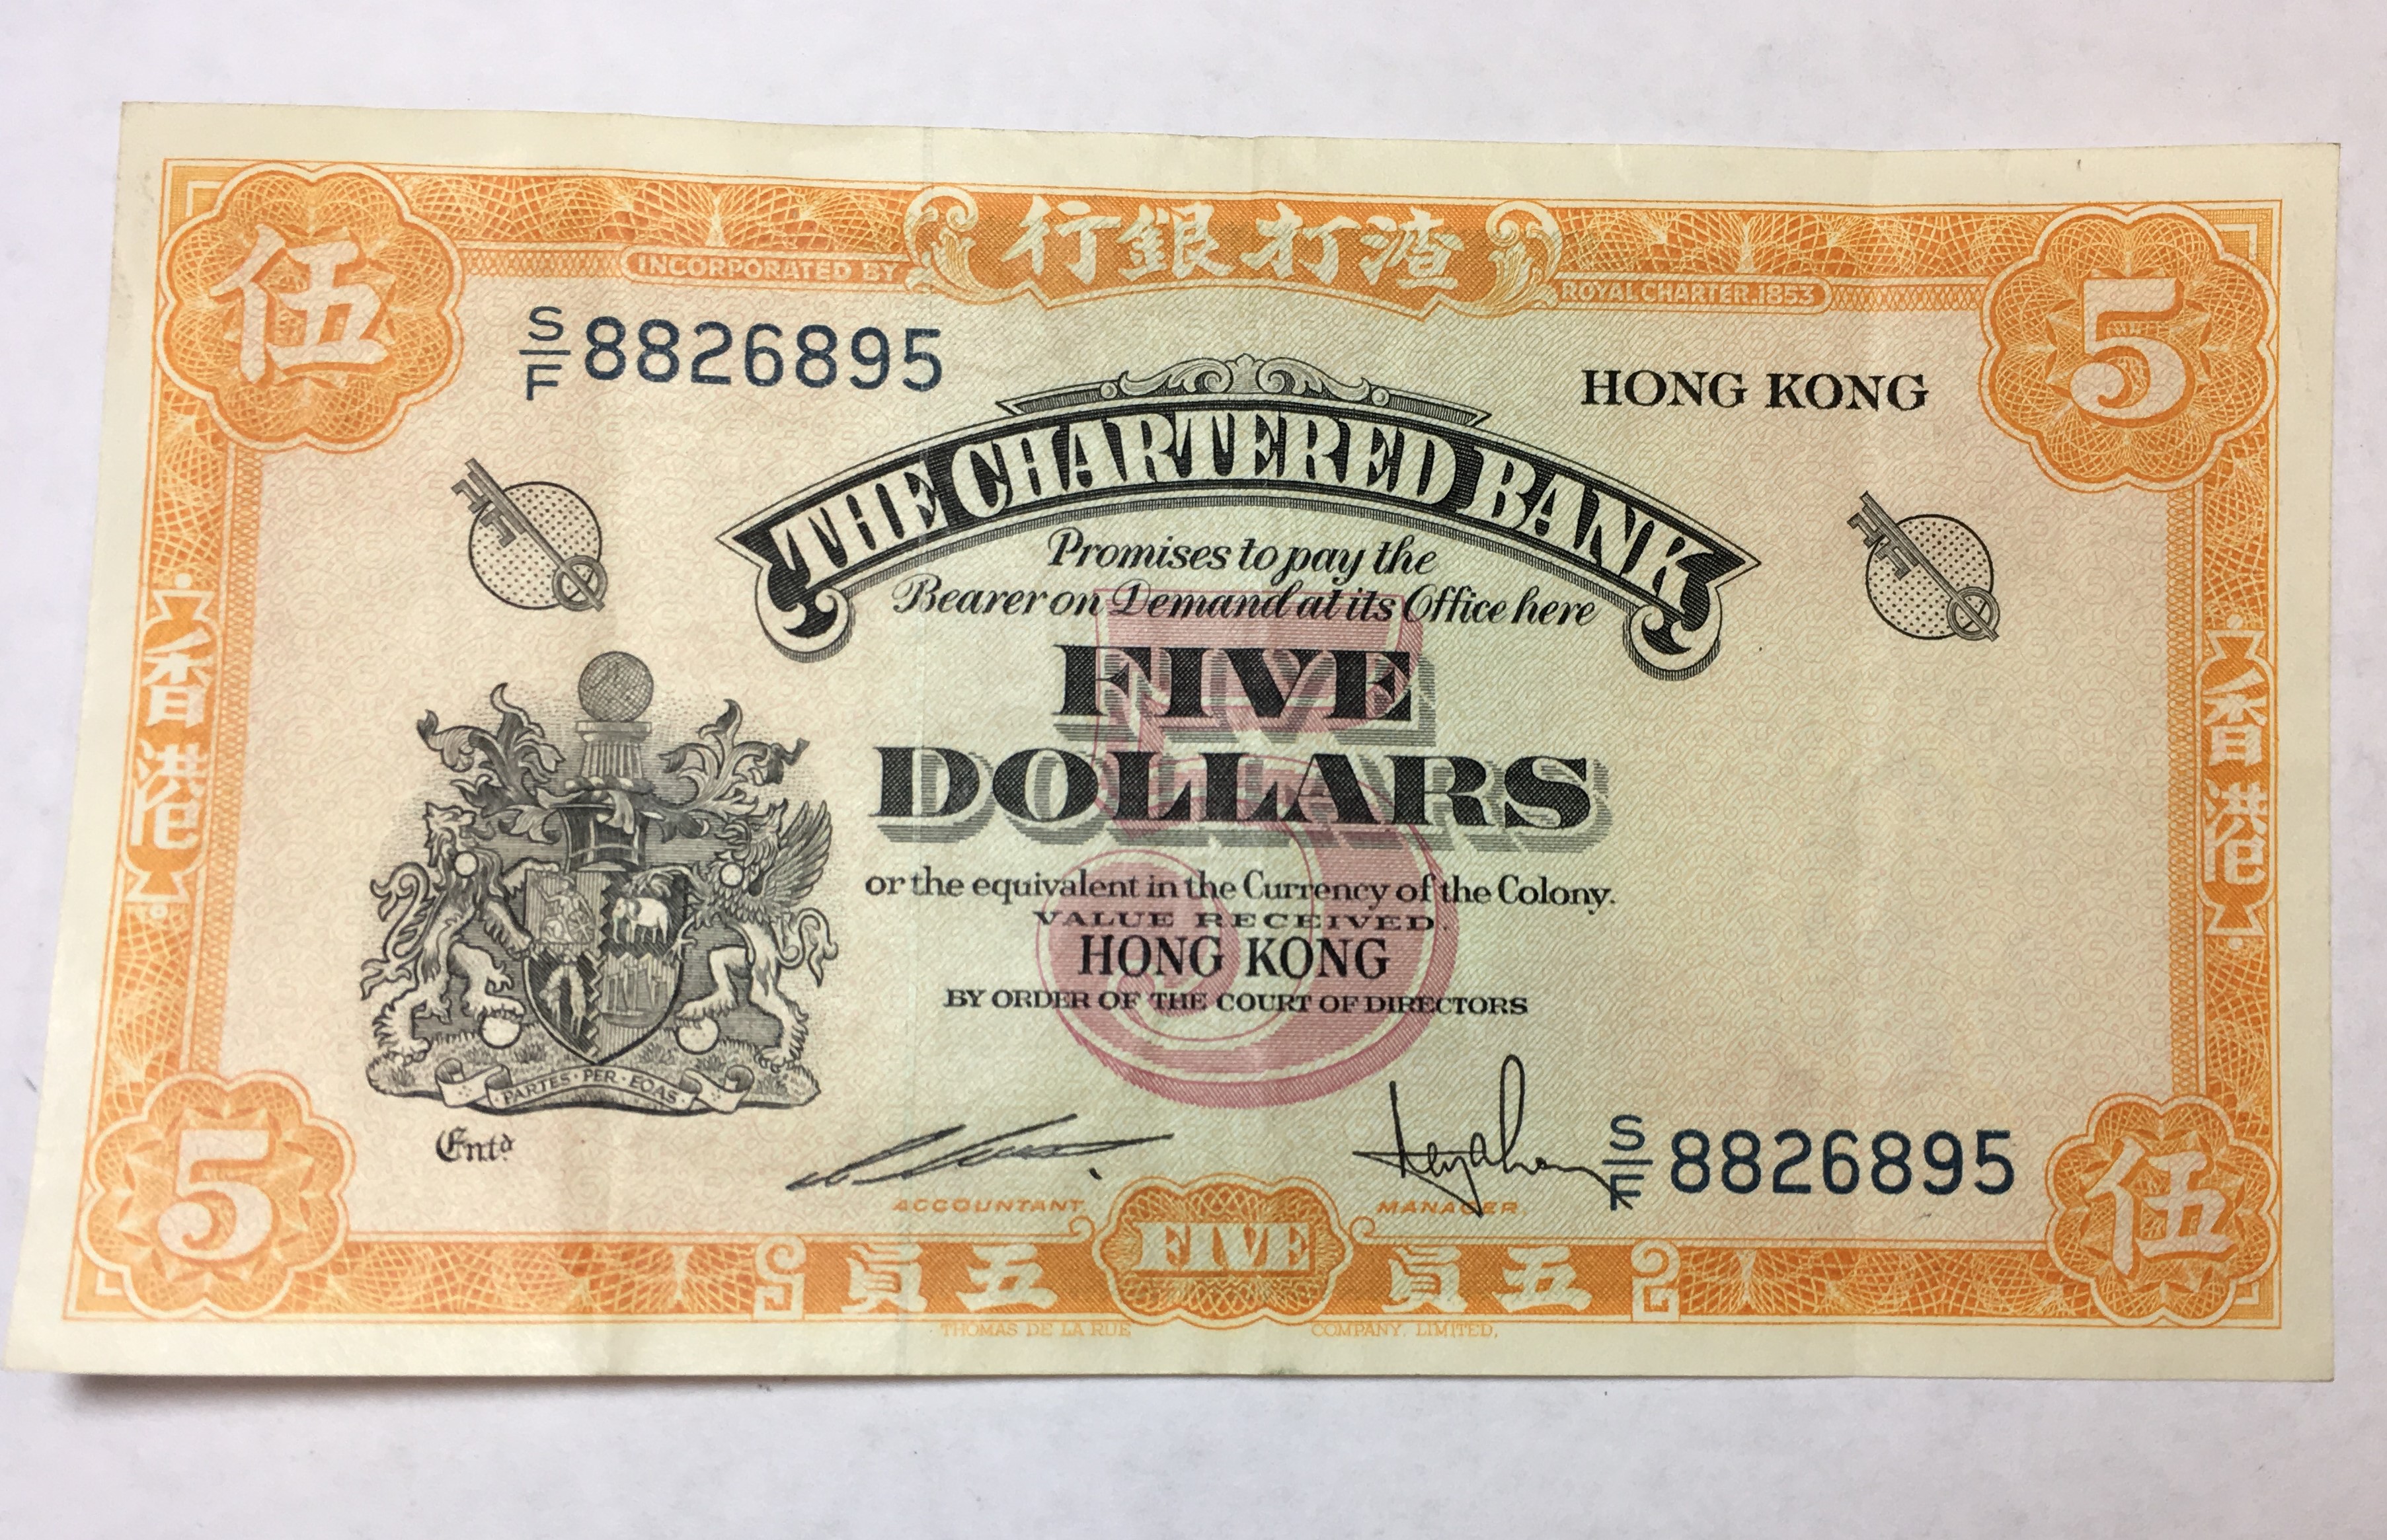 行銀打渣
INCORPORATED BY
ROYAL CHARTER.1853
伍
5
S/F 8826895
HONG KONG
THE CHARTERED BANK
Promises to pay the
Bearer on Demand at its Office here
FIVE
DOLLARS
or the equivalent in the Currency of the Colony.
VALUE RECEIVED.
HONG KONG
BY ORDER OF THE COURT OF DIRECTORS
香港
香港
5
PARTES·PER·EOAS·
Entd.
S/F 8826895
ACCOUNTANT.
MANAGER.
5
伍
員五
FIVE
員五
THOMAS DE LA RUE
COMPANY, LIMITED.